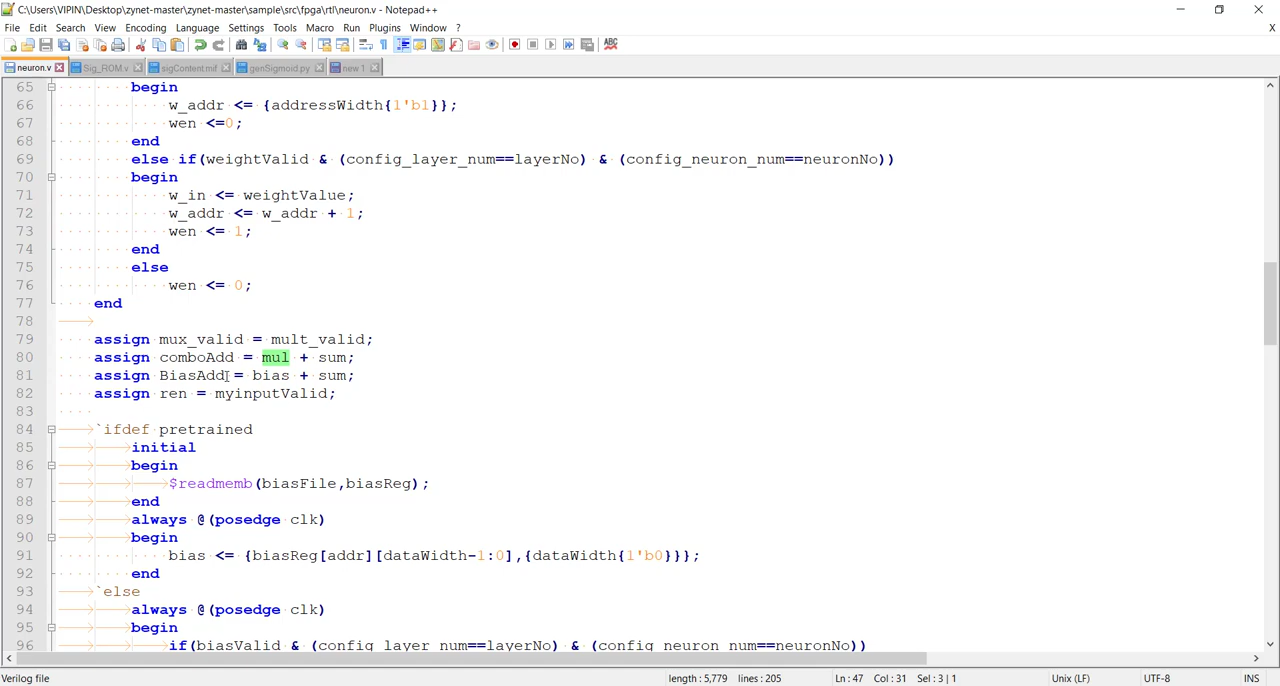 C:\Users\VIPIN\Desktop\zynet-master\zynet-master\sample\src\fpga\rtl\neuron.v - Notepad++
File Edit Search View Encoding Language Settings Tools Macro Run Plugins Window ? X
neuron.v Sig_ROM.v sigContent.mif genSigmoid.py new 1
65 begin
66 w_addr <= {addressWidth{1'b1}};
67 wen <=0;
68 end
69 else if(weightValid & (config_layer_num==layerNo) & (config_neuron_num==neuronNo))
70 begin
71 w_in <= weightValue;
72 w_addr <= w_addr + 1;
73 wen <= 1;
74 end
75 else
76 wen <= 0;
77 end
78
79 assign mux_valid = mult_valid;
80 assign comboAdd = mul + sum;
81 assign BiasAdd = bias + sum;
82 assign ren = myinputValid;
83
84 `ifdef pretrained
85 initial
86 begin
87 $readmemb(biasFile,biasReg);
88 end
89 always @(posedge clk)
90 begin
91 bias <= {biasReg[addr][dataWidth-1:0],{dataWidth{1'b0}}};
92 end
93 `else
94 always @(posedge clk)
95 begin
96 if(biasValid & (config_layer_num==layerNo) & (config_neuron_num==neuronNo))
Verilog file length : 5,779 lines : 205 Ln : 47 Col : 31 Sel : 3 | 1 Unix (LF) UTF-8 INS